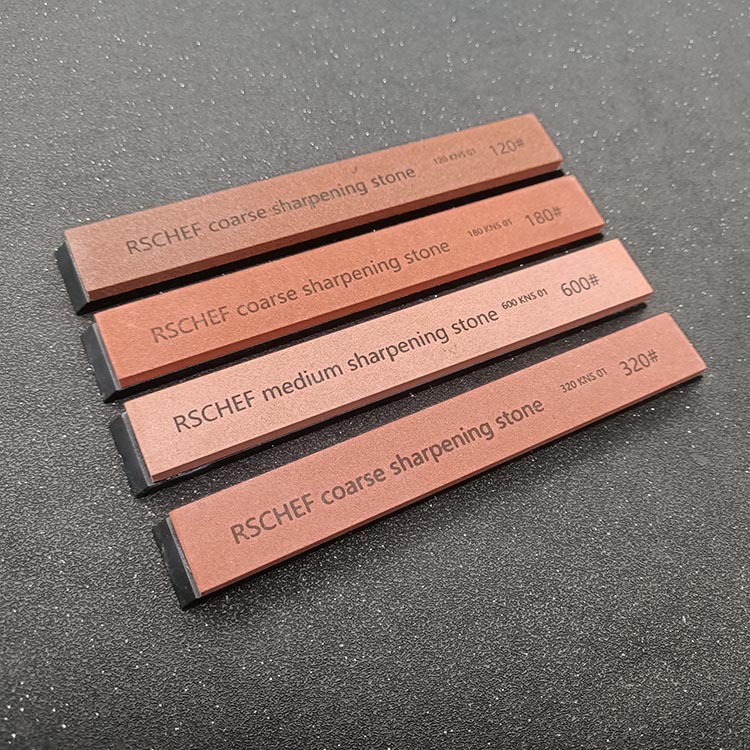 RSCHEF coarse sharpening stone 120 KNS 01 120#
RSCHEF coarse sharpening stone 180 KNS 01 180#
RSCHEF medium sharpening stone 600 KNS 01 600#
RSCHEF coarse sharpening stone 320 KNS 01 320#